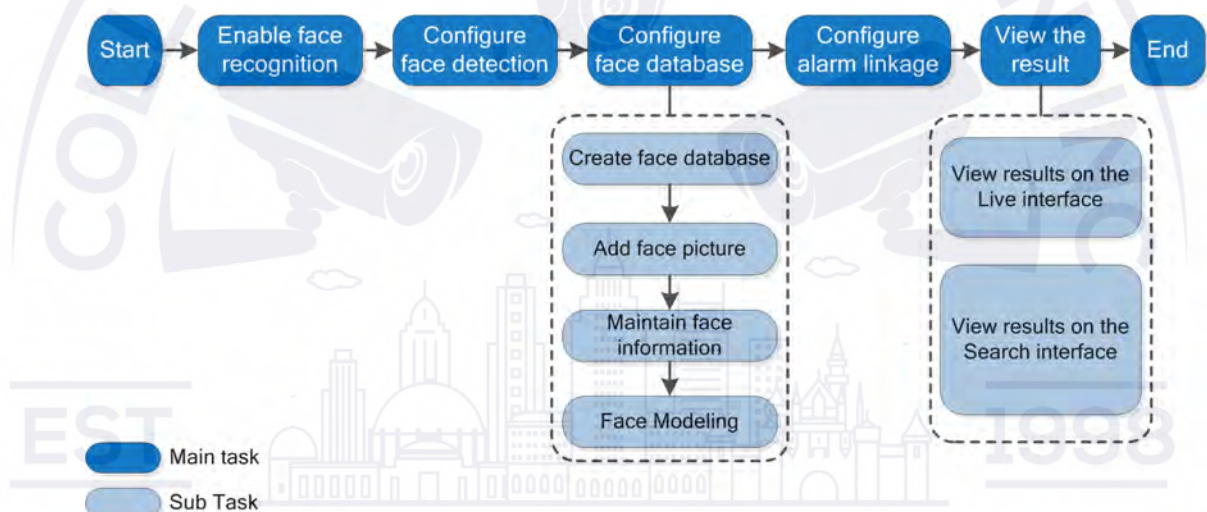 Start
Enable face
recognition
Configure
face detection
Configure
face database
Configure
alarm linkage
View the
result
End
Create face database
Add face picture
Maintain face
information
Face Modeling
View results on the
Live interface
View results on the
Search interface
EST
1998
Main task
Sub Task